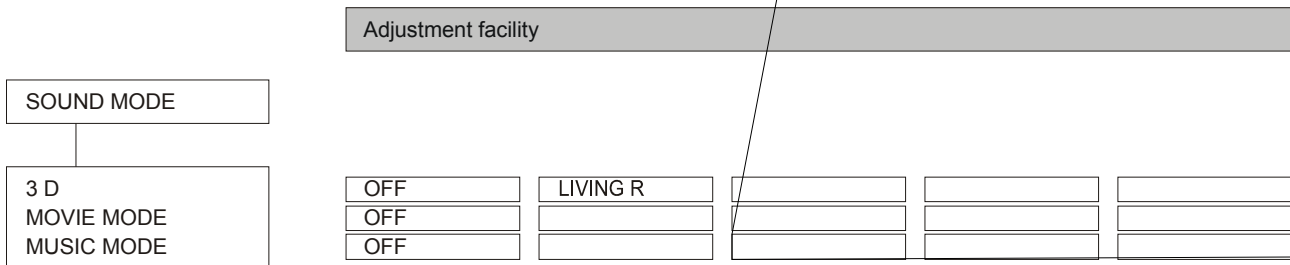 Adjustment facility
SOUND MODE
3 D OFF LIVING R
MOVIE MODE OFF
MUSIC MODE OFF